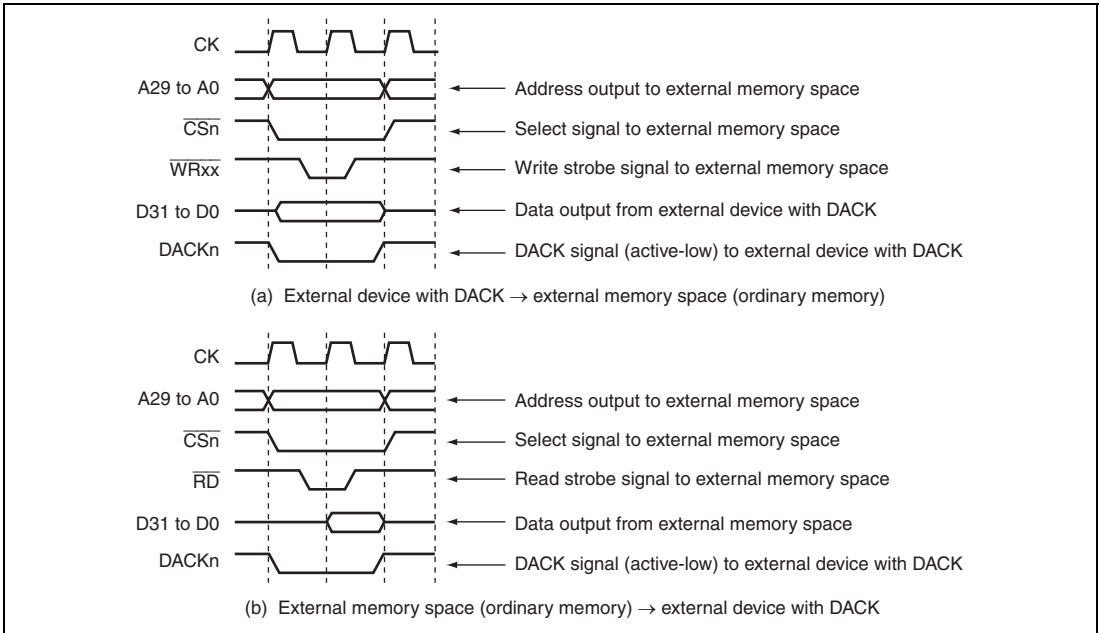 CK
A29 to A0 Address output to external memory space
CSn Select signal to external memory space
WRxx Write strobe signal to external memory space
D31 to D0 Data output from external device with DACK
DACKn DACK signal (active-low) to external device with DACK
(a) External device with DACK → external memory space (ordinary memory)
CK
A29 to A0 Address output to external memory space
CSn Select signal to external memory space
RD Read strobe signal to external memory space
D31 to D0 Data output from external memory space
DACKn DACK signal (active-low) to external device with DACK
(b) External memory space (ordinary memory) → external device with DACK